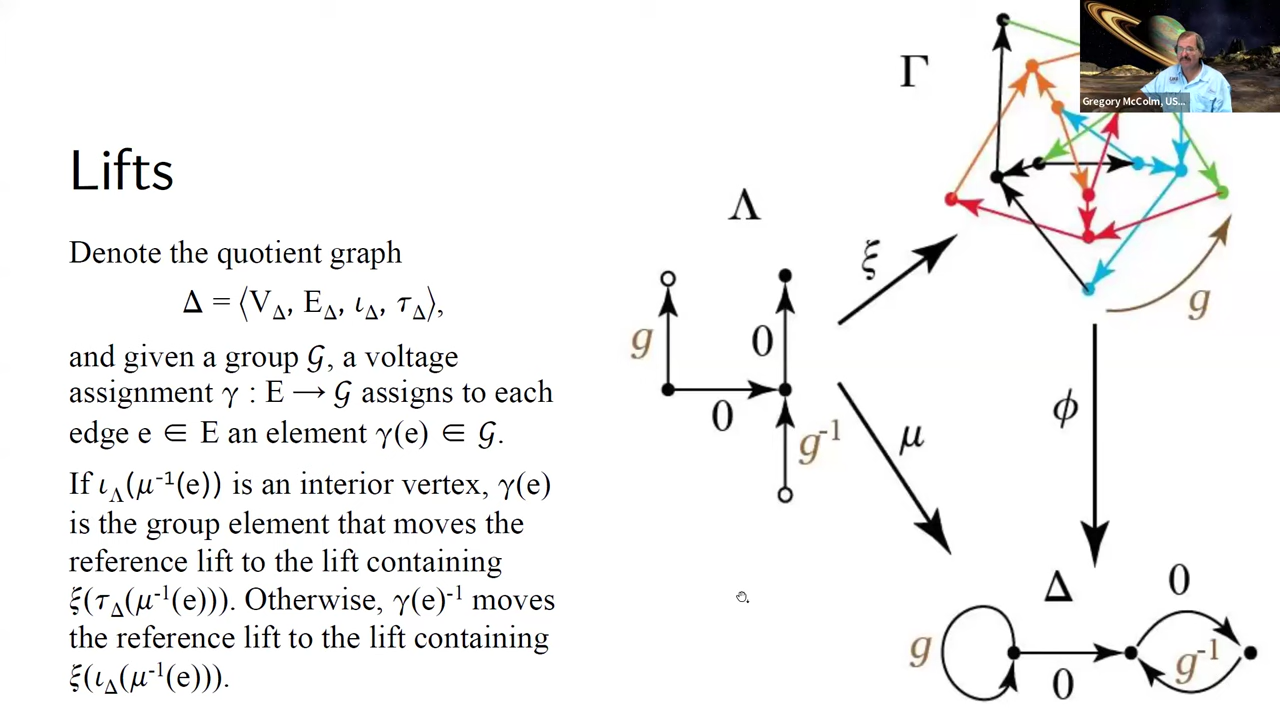 Lifts
Denote the quotient graph
Δ = ⟨V_Δ, E_Δ, ι_Δ, τ_Δ⟩,
and given a group 𝒢, a voltage
assignment γ : E → 𝒢 assigns to each
edge e ∈ E an element γ(e) ∈ 𝒢.
If ι_Λ(μ⁻¹(e)) is an interior vertex, γ(e)
is the group element that moves the
reference lift to the lift containing
ξ(τ_Δ(μ⁻¹(e))). Otherwise, γ(e)⁻¹ moves
the reference lift to the lift containing
ξ(ι_Δ(μ⁻¹(e))).
Γ
Gregory McColm, US...
Λ
ξ
g
g
0
0
g⁻¹
μ
ϕ
Δ
0
g
0
g⁻¹